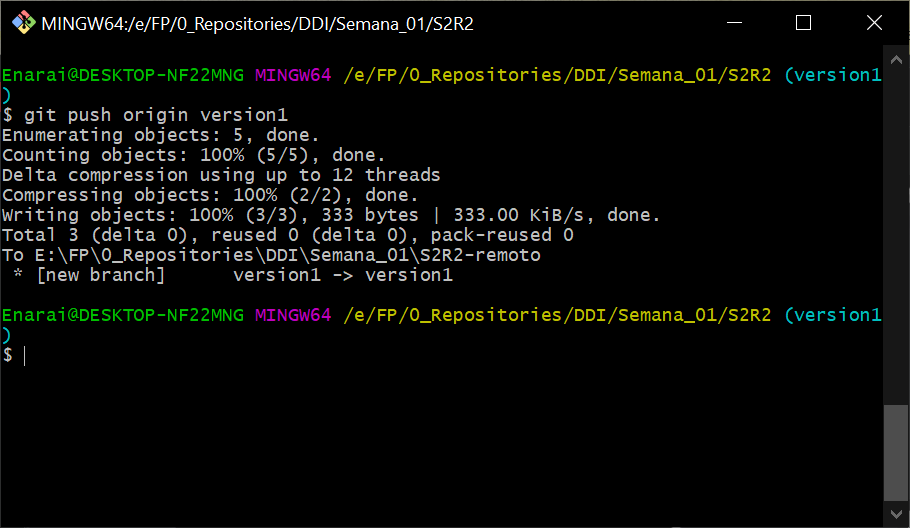 MINGW64:/e/FP/0_Repositories/DDI/Semana_01/S2R2
Enarai@DESKTOP-NF22MNG MINGW64 /e/FP/0_Repositories/DDI/Semana_01/S2R2 (version1
)
$ git push origin version1
Enumerating objects: 5, done.
Counting objects: 100% (5/5), done.
Delta compression using up to 12 threads
Compressing objects: 100% (2/2), done.
Writing objects: 100% (3/3), 333 bytes | 333.00 KiB/s, done.
Total 3 (delta 0), reused 0 (delta 0), pack-reused 0
To E:\FP\0_Repositories\DDI\Semana_01\S2R2-remoto
 * [new branch]      version1 -> version1
Enarai@DESKTOP-NF22MNG MINGW64 /e/FP/0_Repositories/DDI/Semana_01/S2R2 (version1
)
$